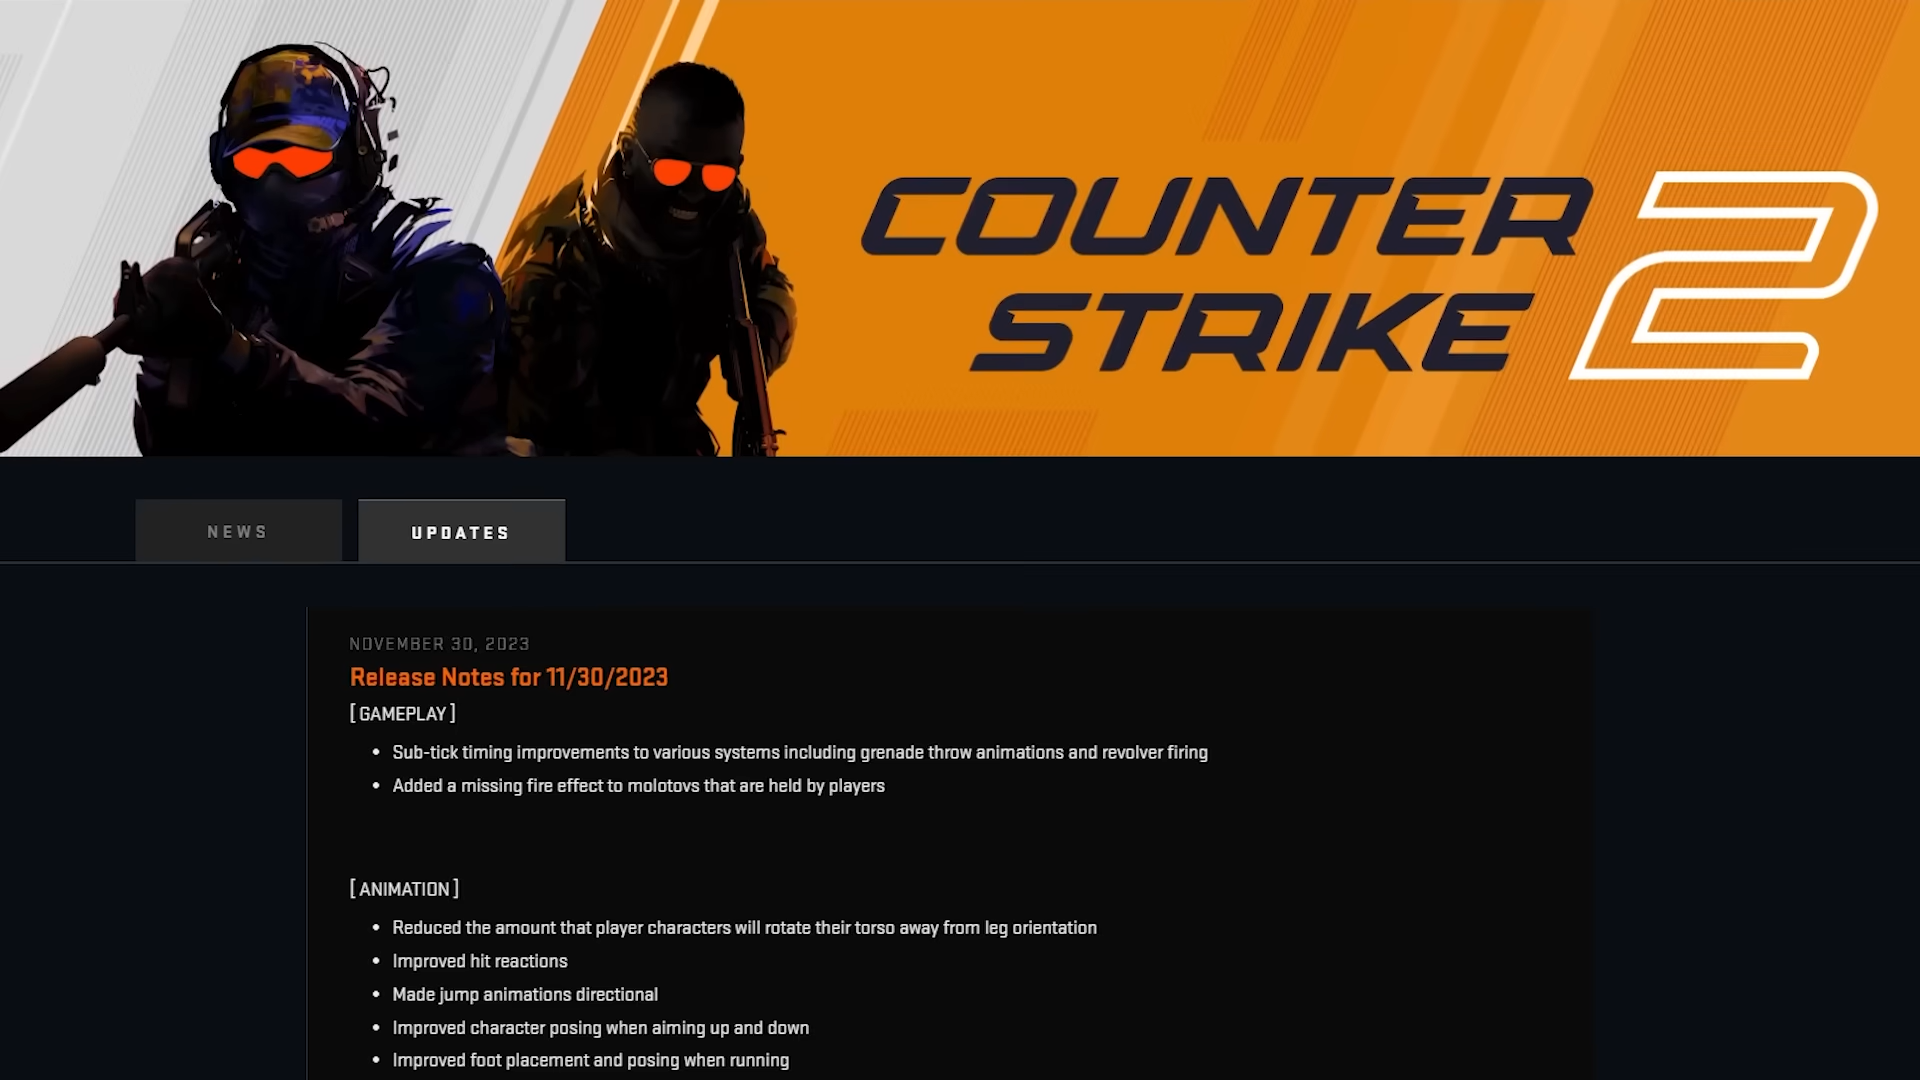 COUNTER
STRIKE 2
NEWS
UPDATES
NOVEMBER 30, 2023
Release Notes for 11/30/2023
[ GAMEPLAY ]
• Sub-tick timing improvements to various systems including grenade throw animations and revolver firing
• Added a missing fire effect to molotovs that are held by players
[ ANIMATION ]
• Reduced the amount that player characters will rotate their torso away from leg orientation
• Improved hit reactions
• Made jump animations directional
• Improved character posing when aiming up and down
• Improved foot placement and posing when running